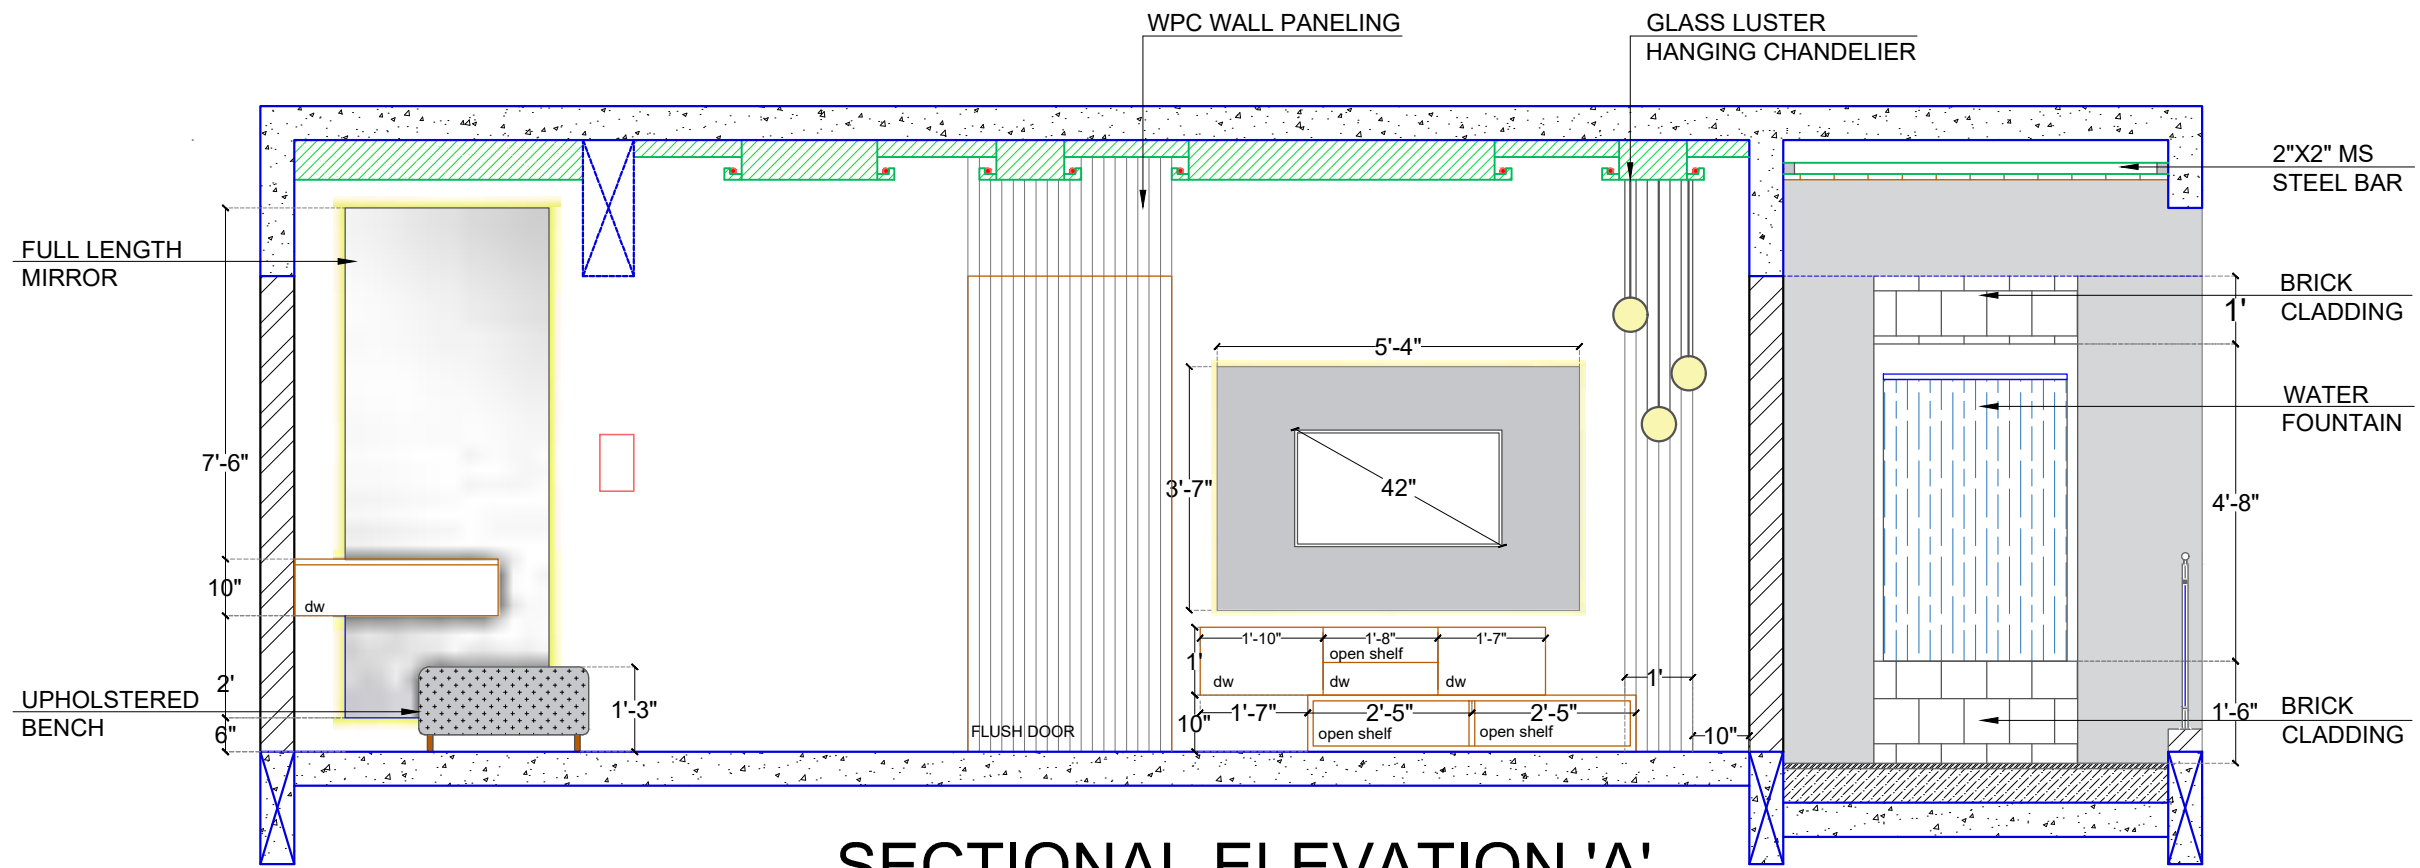 WPC WALL PANELING
GLASS LUSTER
HANGING CHANDELIER
2"X2" MS
STEEL BAR
FULL LENGTH
MIRROR
BRICK
CLADDING
1'
5'-4"
WATER
FOUNTAIN
7'-6"
3'-7"
42"
4'-8"
10"
dw
1'-10"
1'-8"
1'-7"
open shelf
1'
dw
dw
dw
1'
2'
UPHOLSTERED
BENCH
1'-3"
6"
FLUSH DOOR
10"
1'-7"
2'-5"
2'-5"
open shelf
open shelf
10"
1'-6"
BRICK
CLADDING
SECTIONAL ELEVATION 'A'